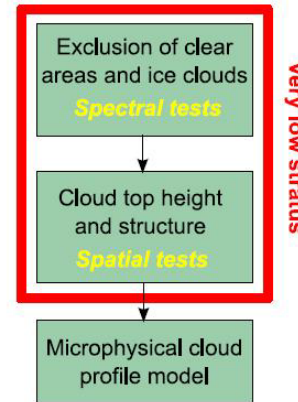 Exclusion of clear
areas and ice clouds
Spectral tests
Cloud top height
and structure
Spatial tests
Very low stratus
Microphysical cloud
profile model